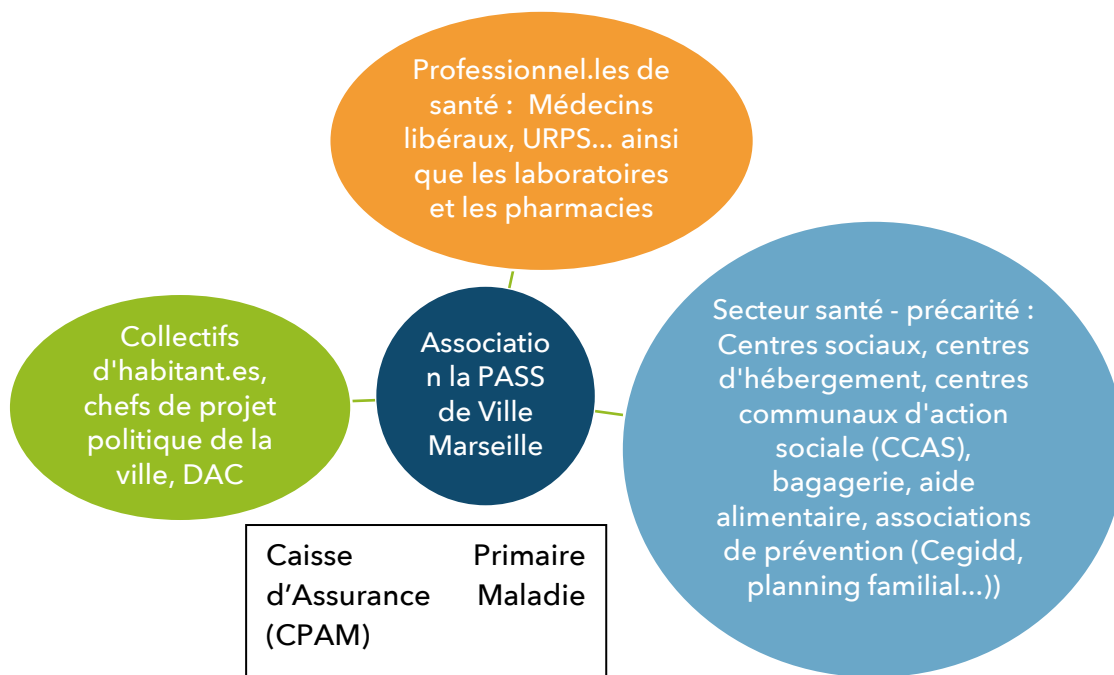 Professionnel.les de
santé :  Médecins
libéraux, URPS... ainsi
que les laboratoires
et les pharmacies
Collectifs
d'habitant.es,
chefs de projet
politique de la
ville, DAC
Associatio
n la PASS
de Ville
Marseille
Secteur santé - précarité :
Centres sociaux, centres
d'hébergement, centres
communaux d'action
sociale (CCAS),
bagagerie, aide
alimentaire, associations
de prévention (Cegidd,
planning familial...))
Caisse Primaire
d’Assurance Maladie
(CPAM)